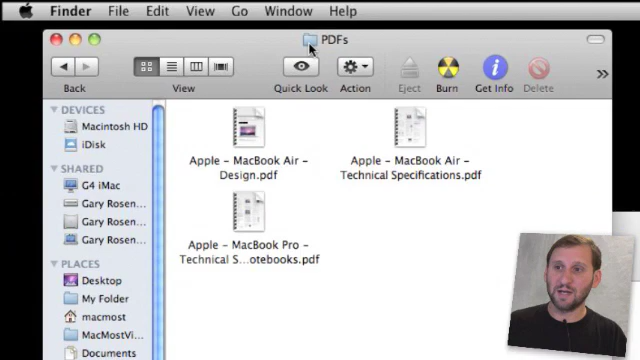 Finder File Edit View Go Window Help
PDFs
Back View Quick Look Action Eject Burn Get Info Delete
DEVICES
Macintosh HD
iDisk
SHARED
G4 iMac
Gary Rosen...
Gary Rosen...
Gary Rosen...
PLACES
Desktop
My Folder
macmost
MacMostVi...
Documents
Apple - MacBook Air -
Design.pdf
Apple - MacBook Air -
Technical Specifications.pdf
Apple - MacBook Pro -
Technical S...otebooks.pdf